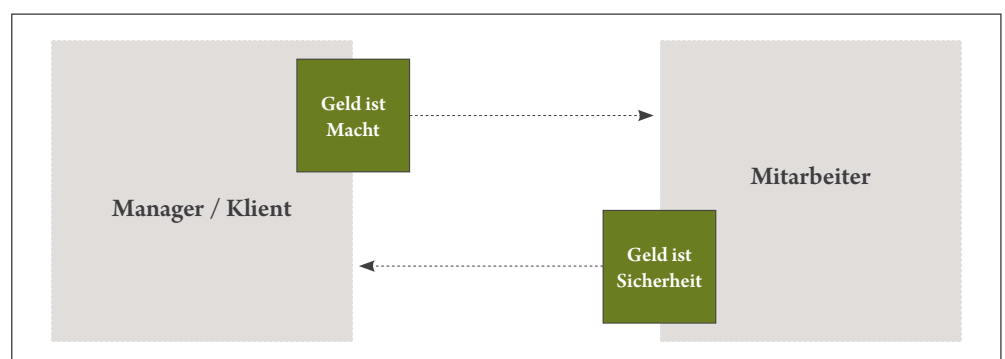 Geld ist
Macht
Mitarbeiter
Manager / Klient
Geld ist
Sicherheit